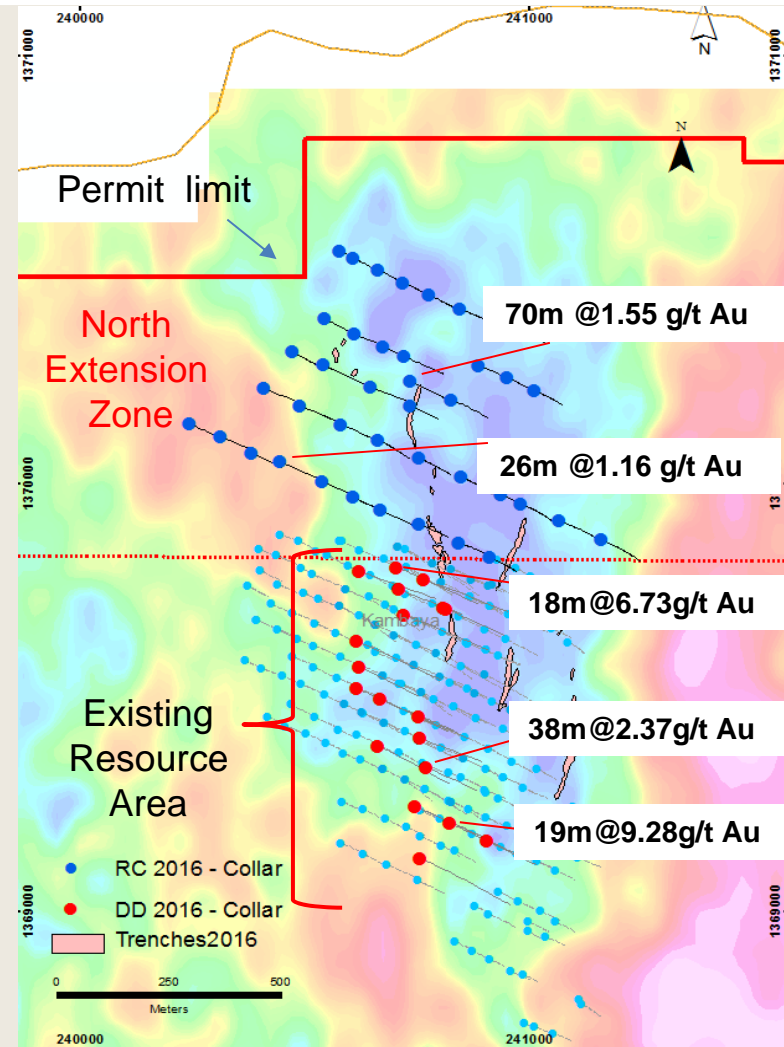 240000
241000
1371000
1371000
N
N
Permit limit
70m @1.55 g/t Au
North
Extension
Zone
26m @1.16 g/t Au
1370000
18m@6.73g/t Au
Kambaya
Existing
Resource
Area
38m@2.37g/t Au
19m@9.28g/t Au
RC 2016 - Collar
DD 2016 - Collar
Trenches2016
1369000
1369000
0 250 500
Meters
240000
241000